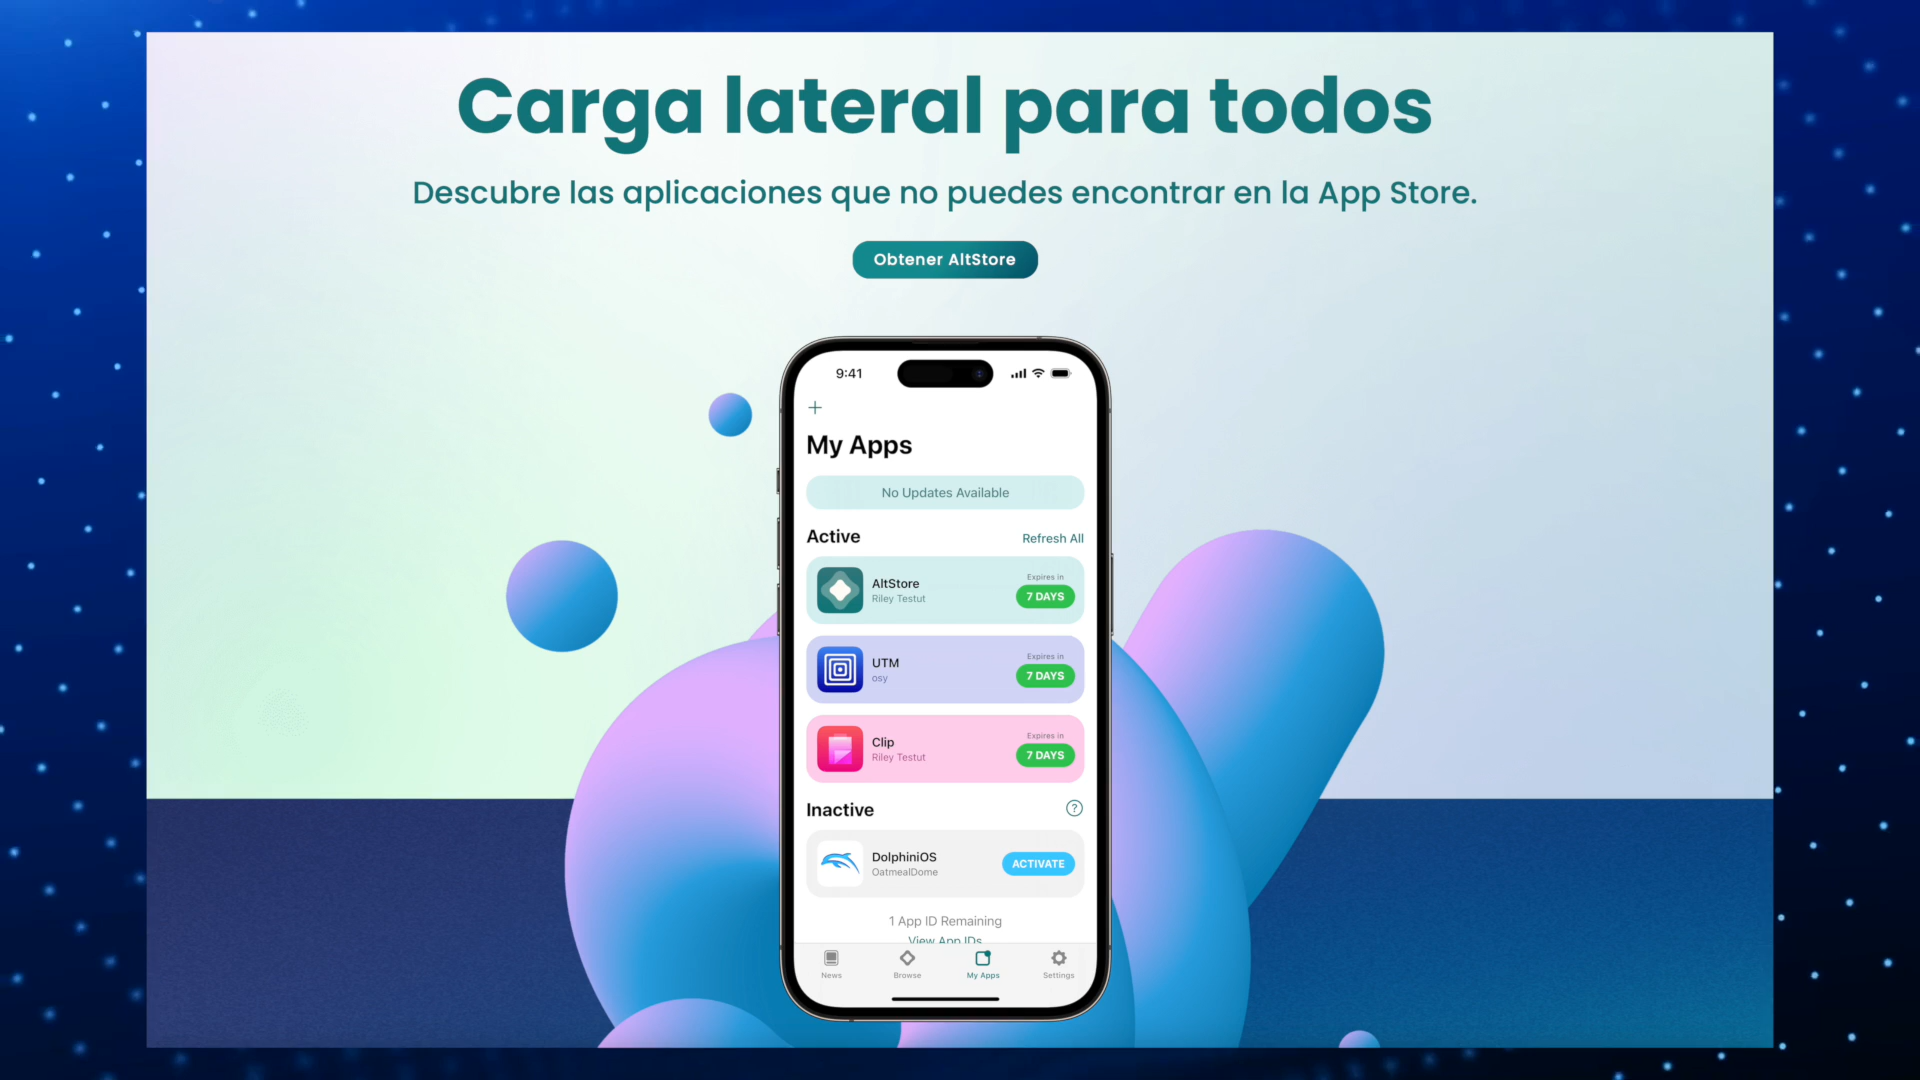 Carga lateral para todos
Descubre las aplicaciones que no puedes encontrar en la App Store.
Obtener AltStore
9:41
My Apps
No Updates Available
Active
Refresh All
AltStore
Riley Testut
Expires in
7 DAYS
UTM
osy
Expires in
7 DAYS
Clip
Riley Testut
Expires in
7 DAYS
Inactive
?
DolphiniOS
OatmealDome
ACTIVATE
1 App ID Remaining
View App IDs
News
Browse
My Apps
Settings